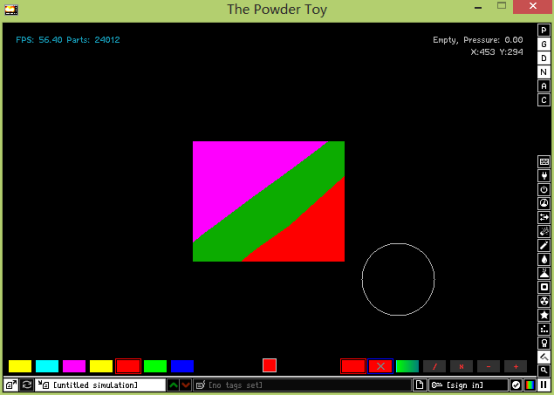 The Powder Toy
FPS: 56.40 Parts: 24012
Empty, Pressure: 0.00
X:453 Y:294
P
G
D
N
A
C
[untitled simulation]
[no tags set]
[sign in]